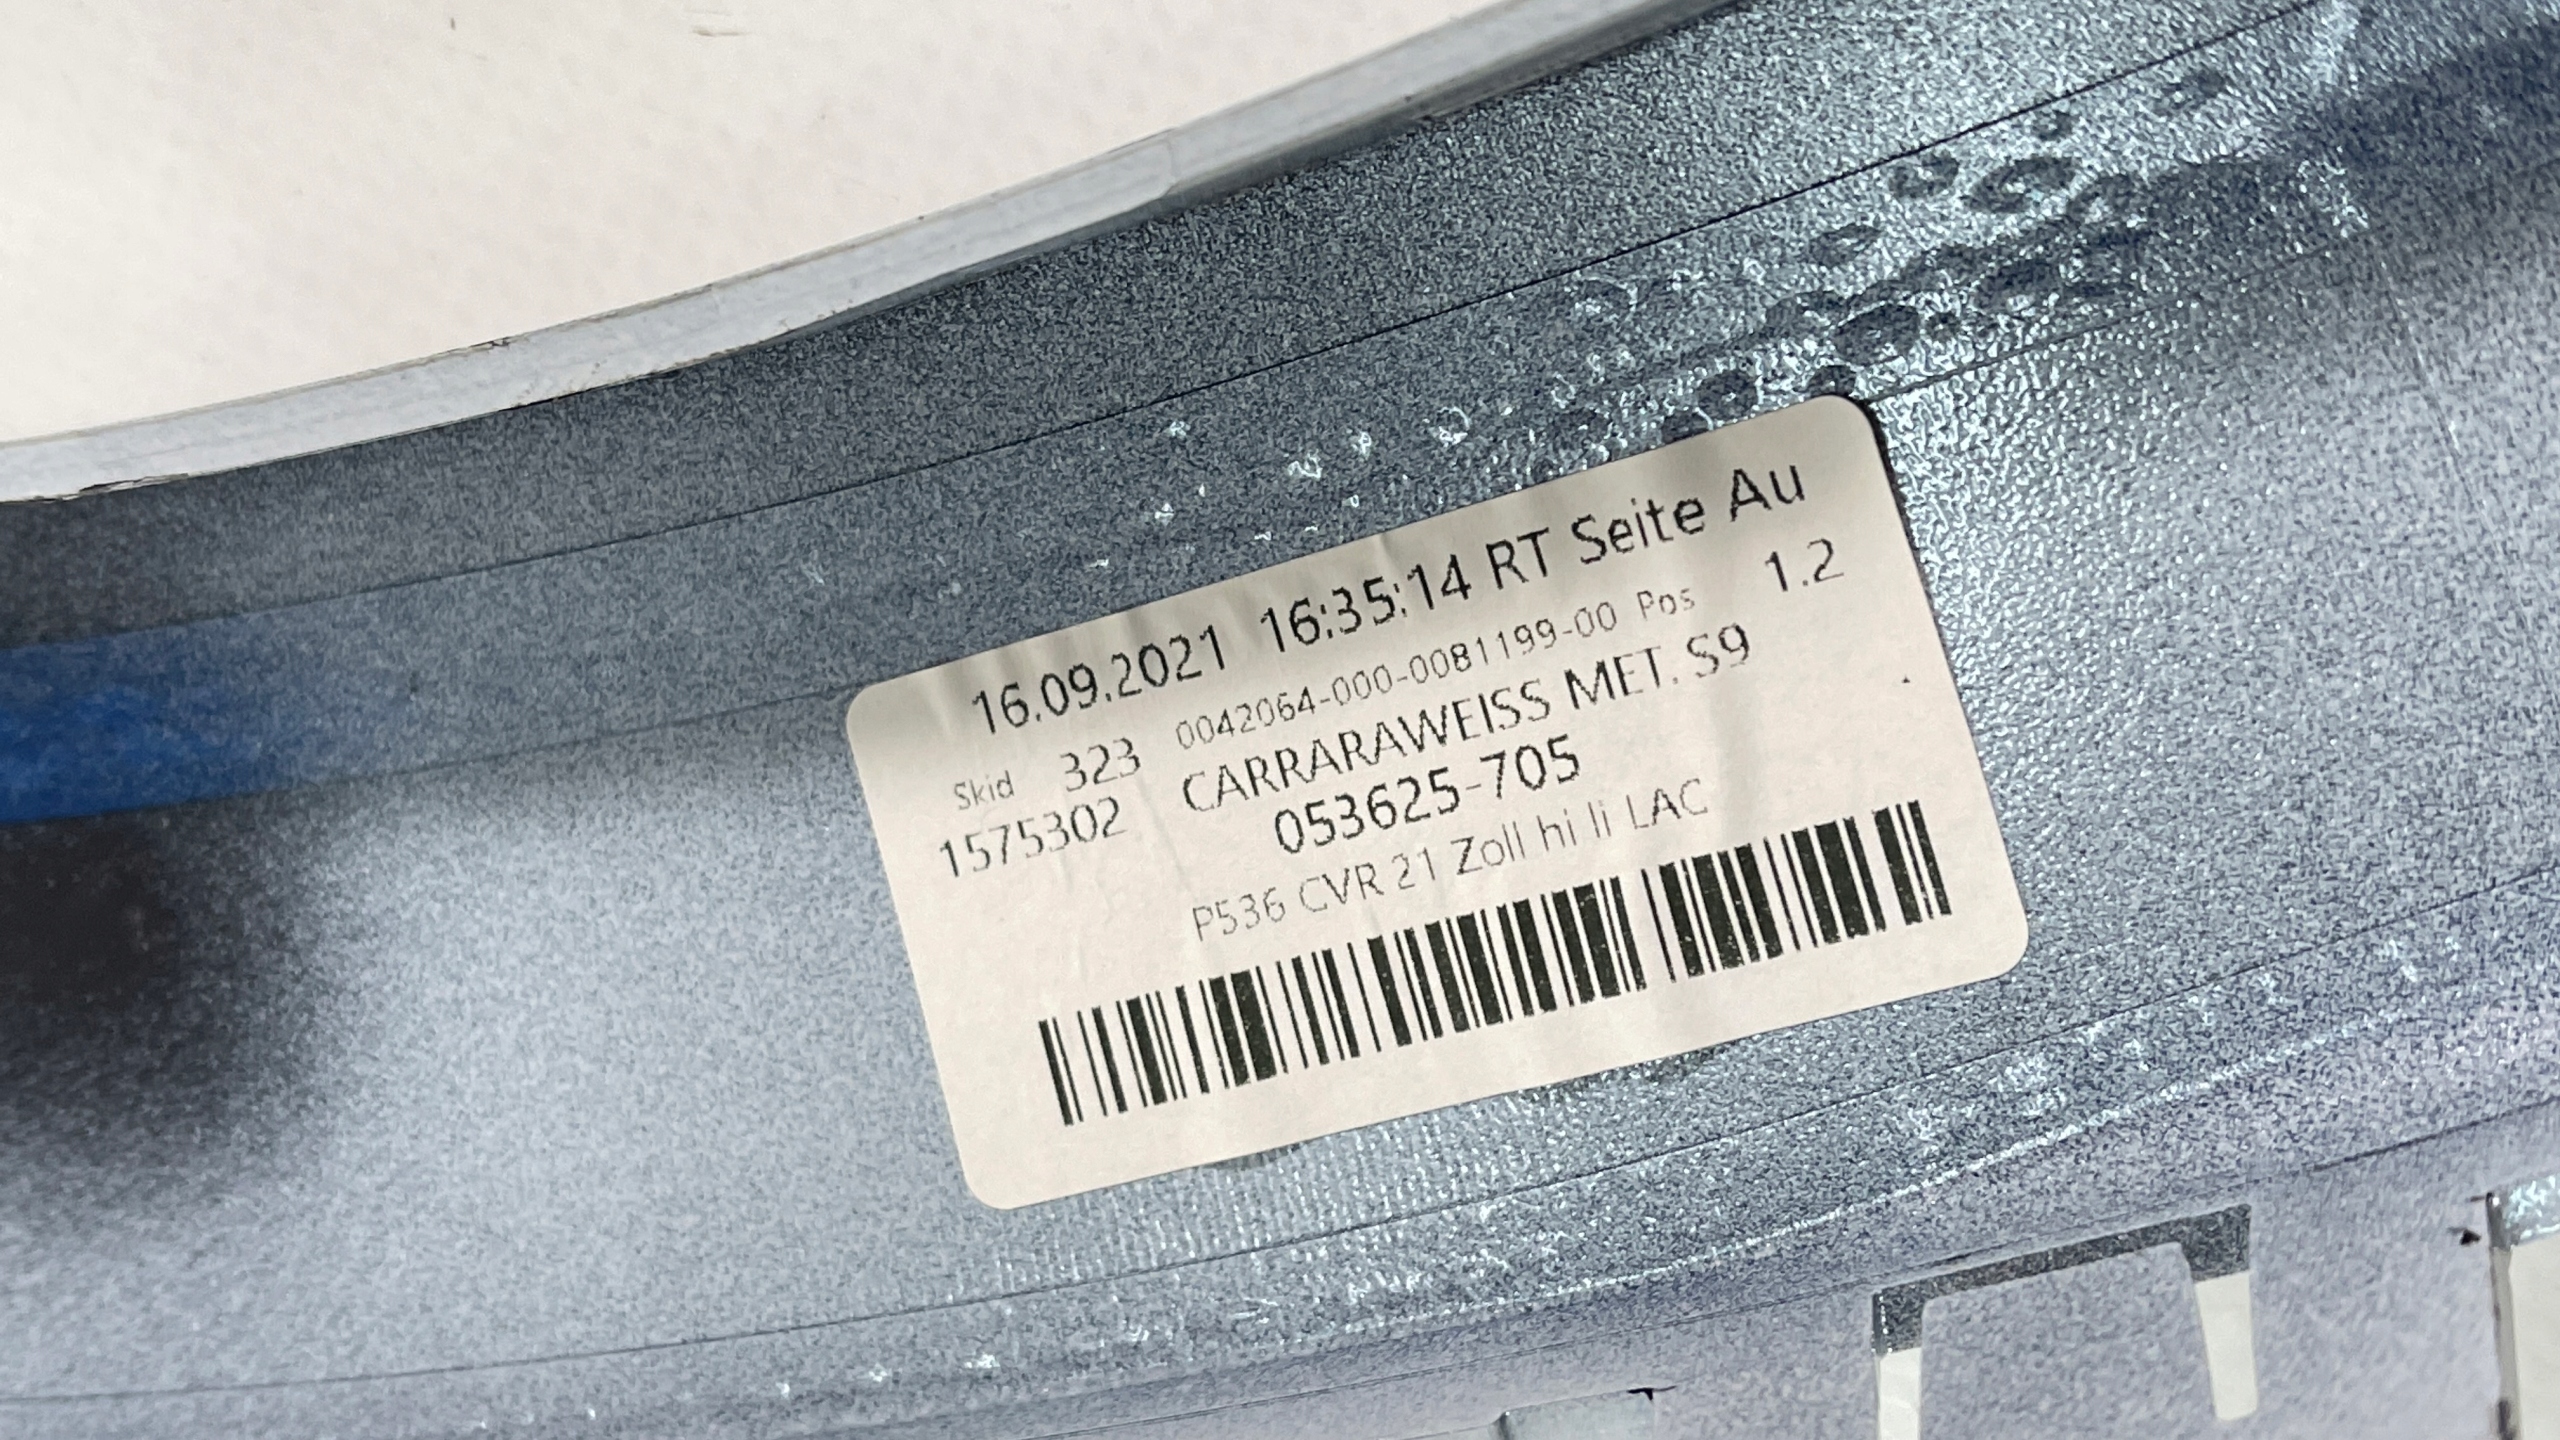 16.09.2021 16:35:14 RT Seite Au
Skid 323 0042064-000-0081199-00 Pos 1.2
1575302 CARRARAWEISS MET. S9
053625-705
P536 CVR 21 Zoll hi li LAC